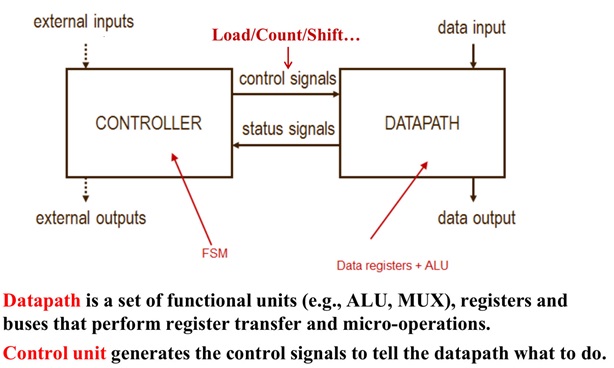 external inputs
Load/Count/Shift...
data input
control signals
CONTROLLER
status signals
DATAPATH
external outputs
data output
FSM
Data registers + ALU
Datapath is a set of functional units (e.g., ALU, MUX), registers and
buses that perform register transfer and micro-operations.
Control unit generates the control signals to tell the datapath what to do.